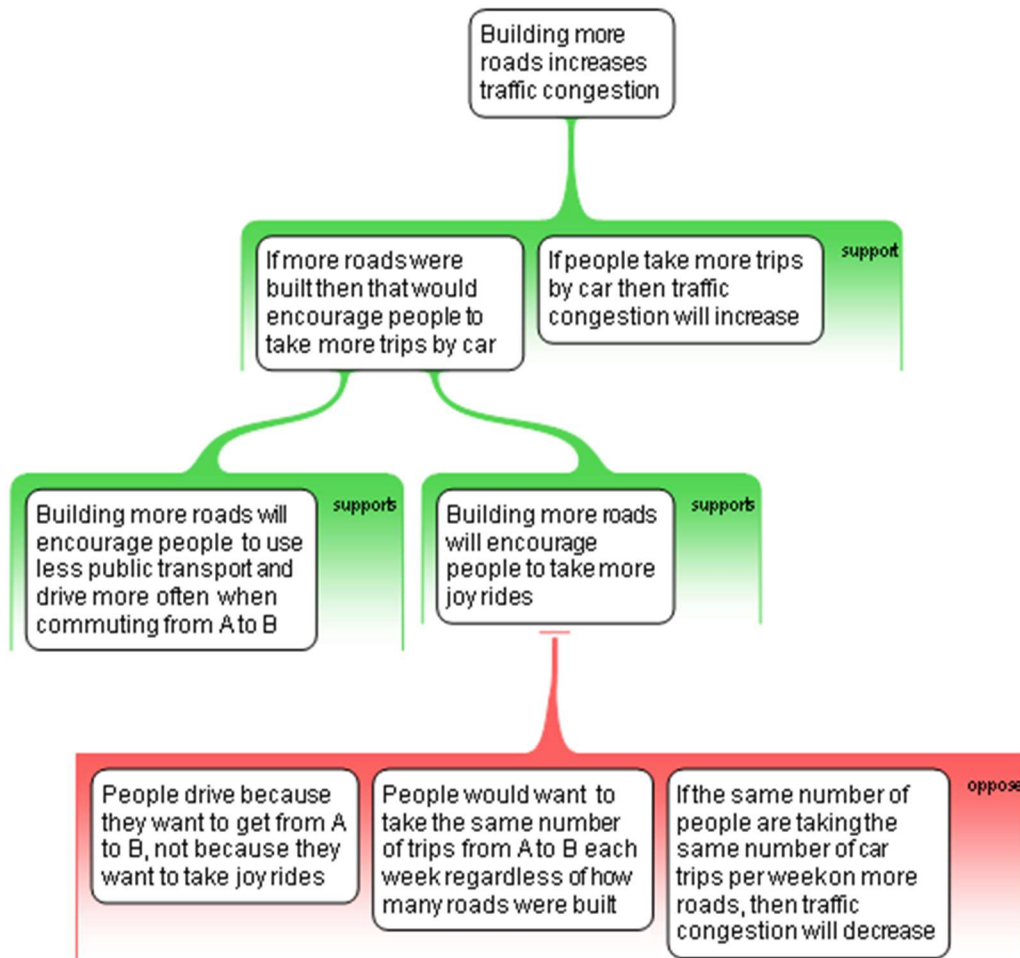 Building more
roads increases
traffic congestion
If more roads were
built then that would
encourage people to
take more trips by car
If people take more trips
by car then traffic
congestion will increase
support
Building more roads will
encourage people to use
less public transport and
drive more often when
commuting from A to B
supports
Building more roads
will encourage
people to take more
joy rides
supports
People drive because
they want to get from A
to B, not because they
want to take joy rides
People would want to
take the same number
of trips from A to B each
week regardless of how
many roads were built
If the same number of
people are taking the
same number of car
trips per week on more
roads, then traffic
congestion will decrease
oppose